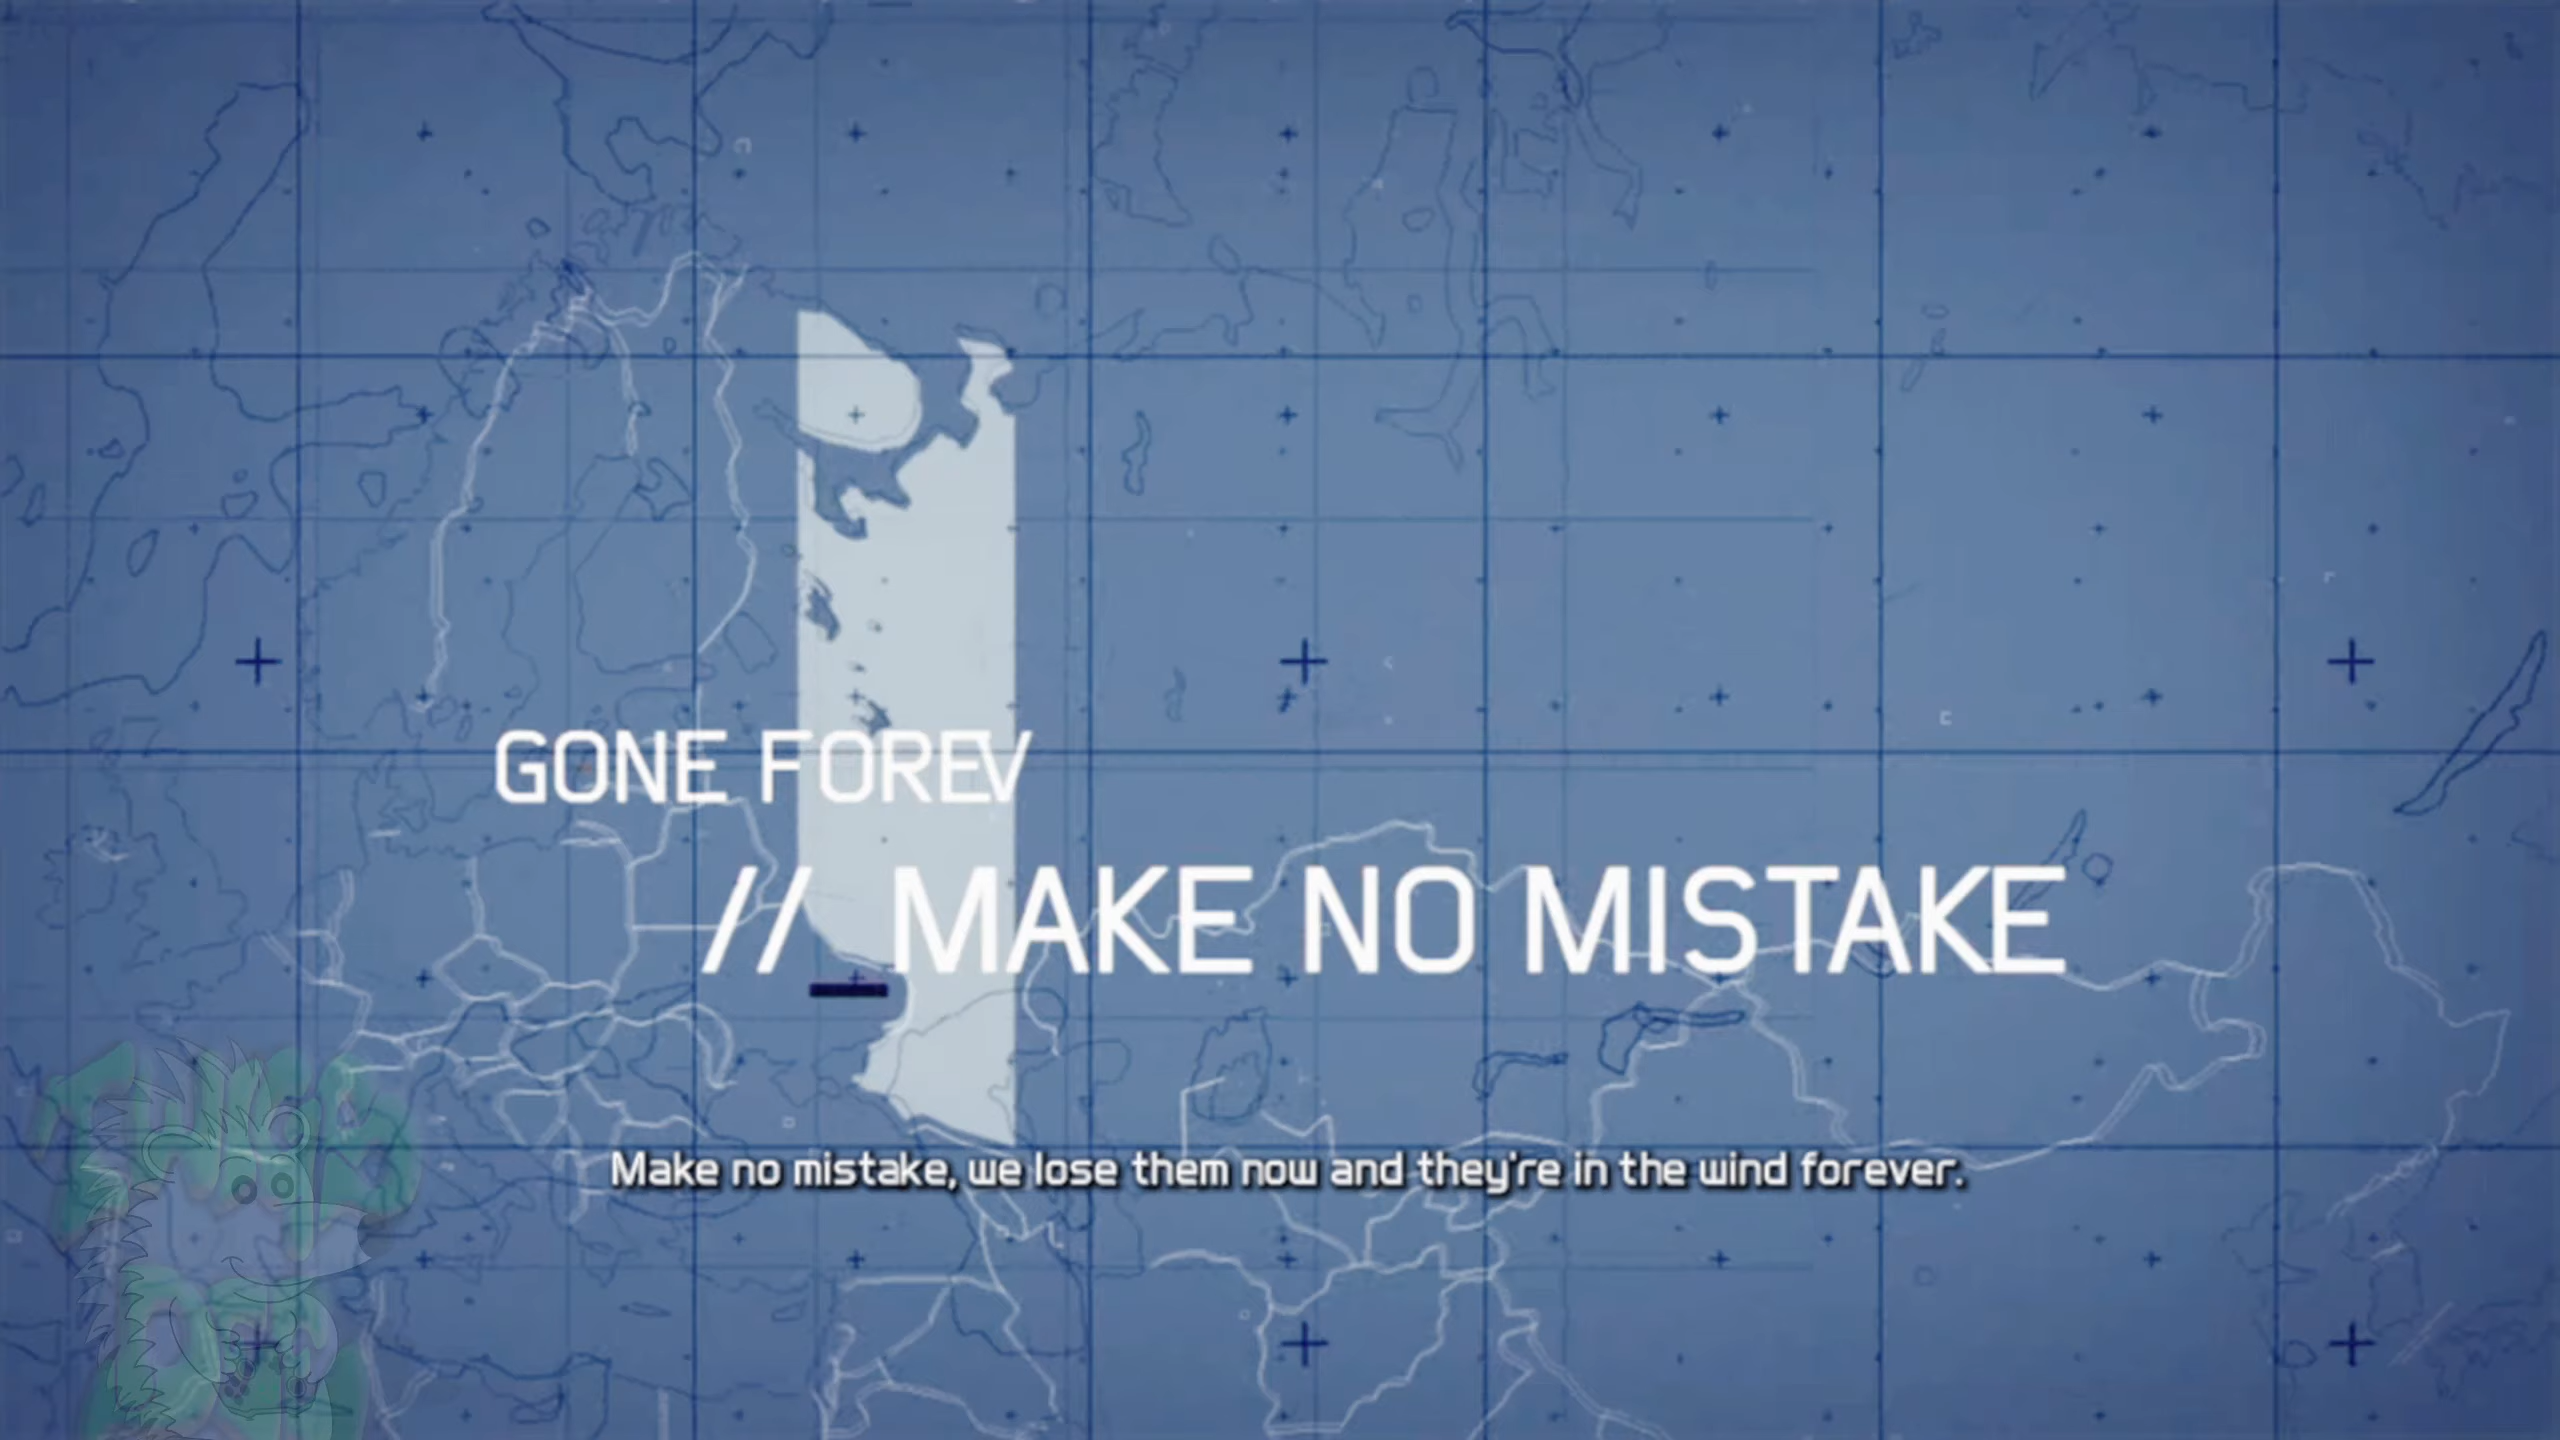 GONE FOREV
// MAKE NO MISTAKE
Make no mistake, we lose them now and they're in the wind forever.